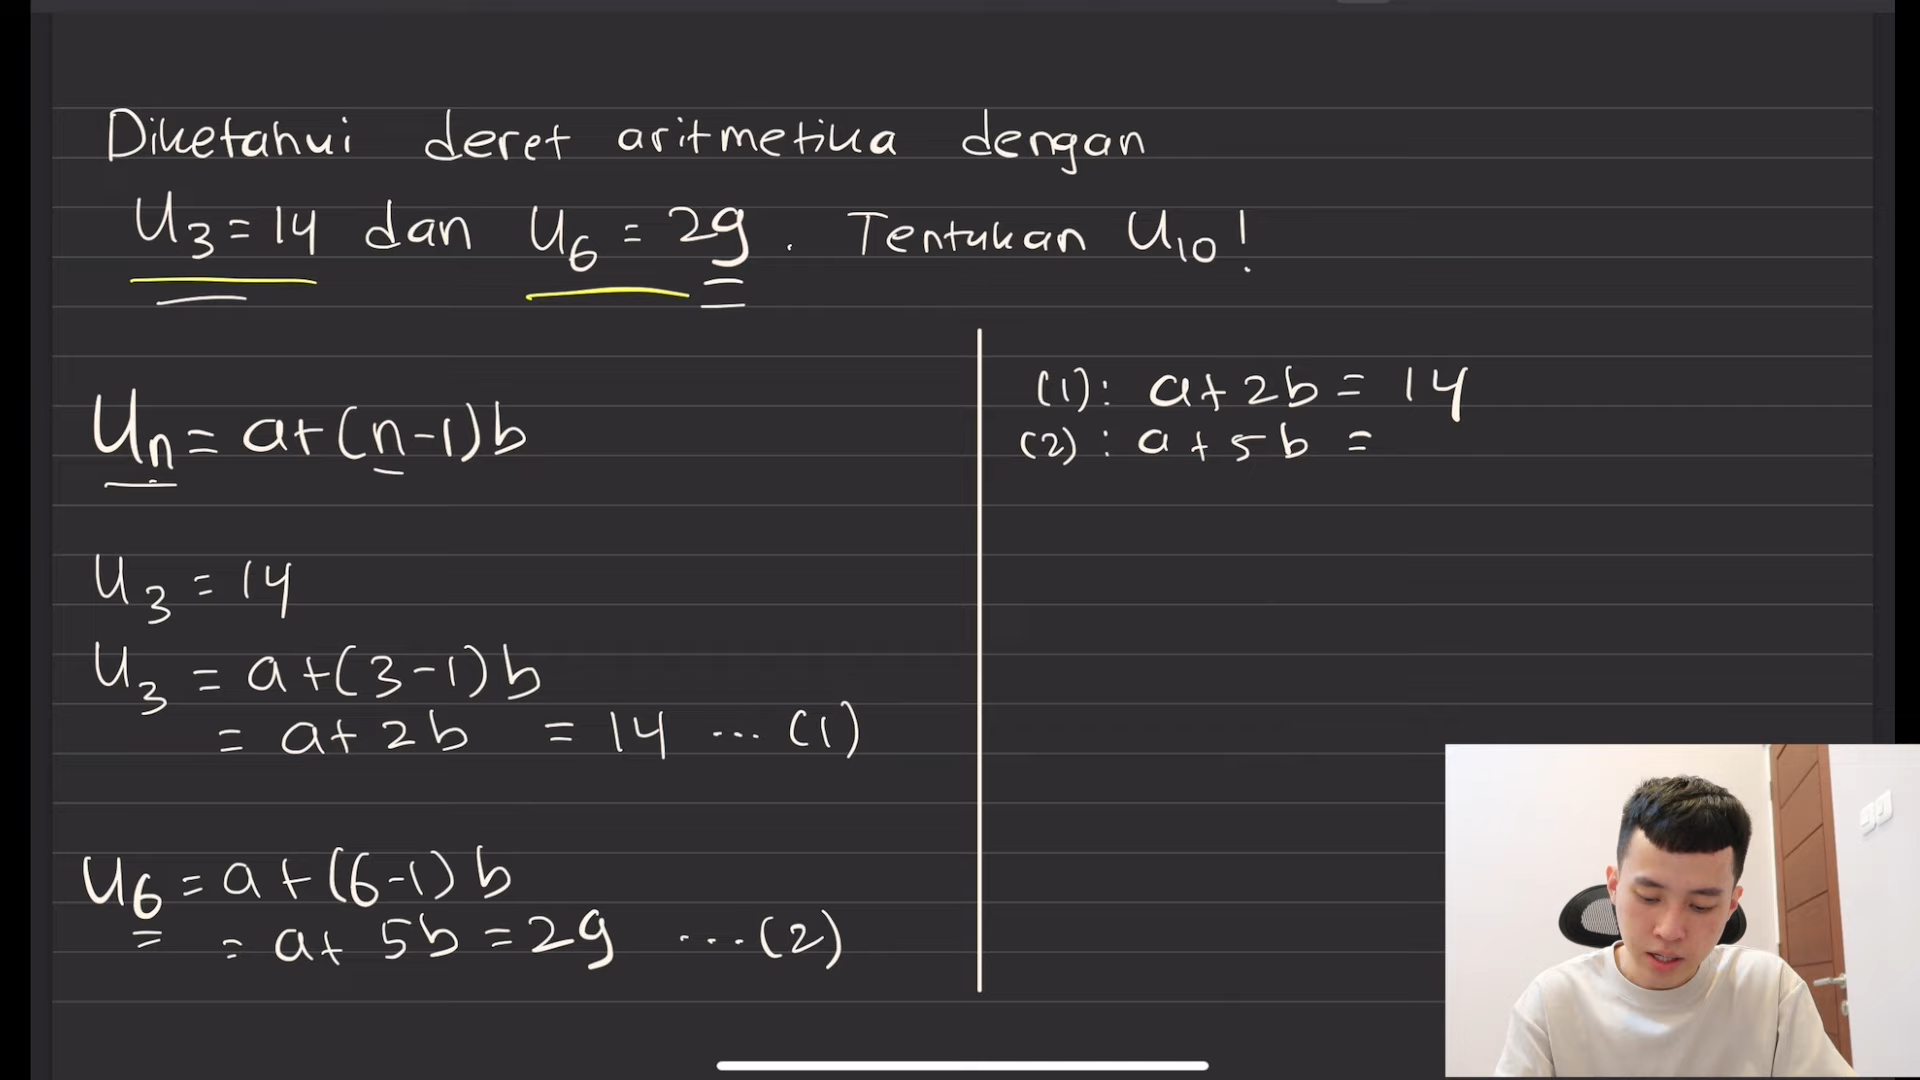 Diketahui deret aritmetika dengan
U₃ = 14 dan U₆ = 29. Tentukan U₁₀!
Uₙ = a+(n-1)b
U₃ = 14
U₃ = a+(3-1)b
= a+2b = 14 ... (1)
U₆ = a+(6-1)b
= a+ 5b = 29 ... (2)
(1): a+2b = 14
(2): a+5b =